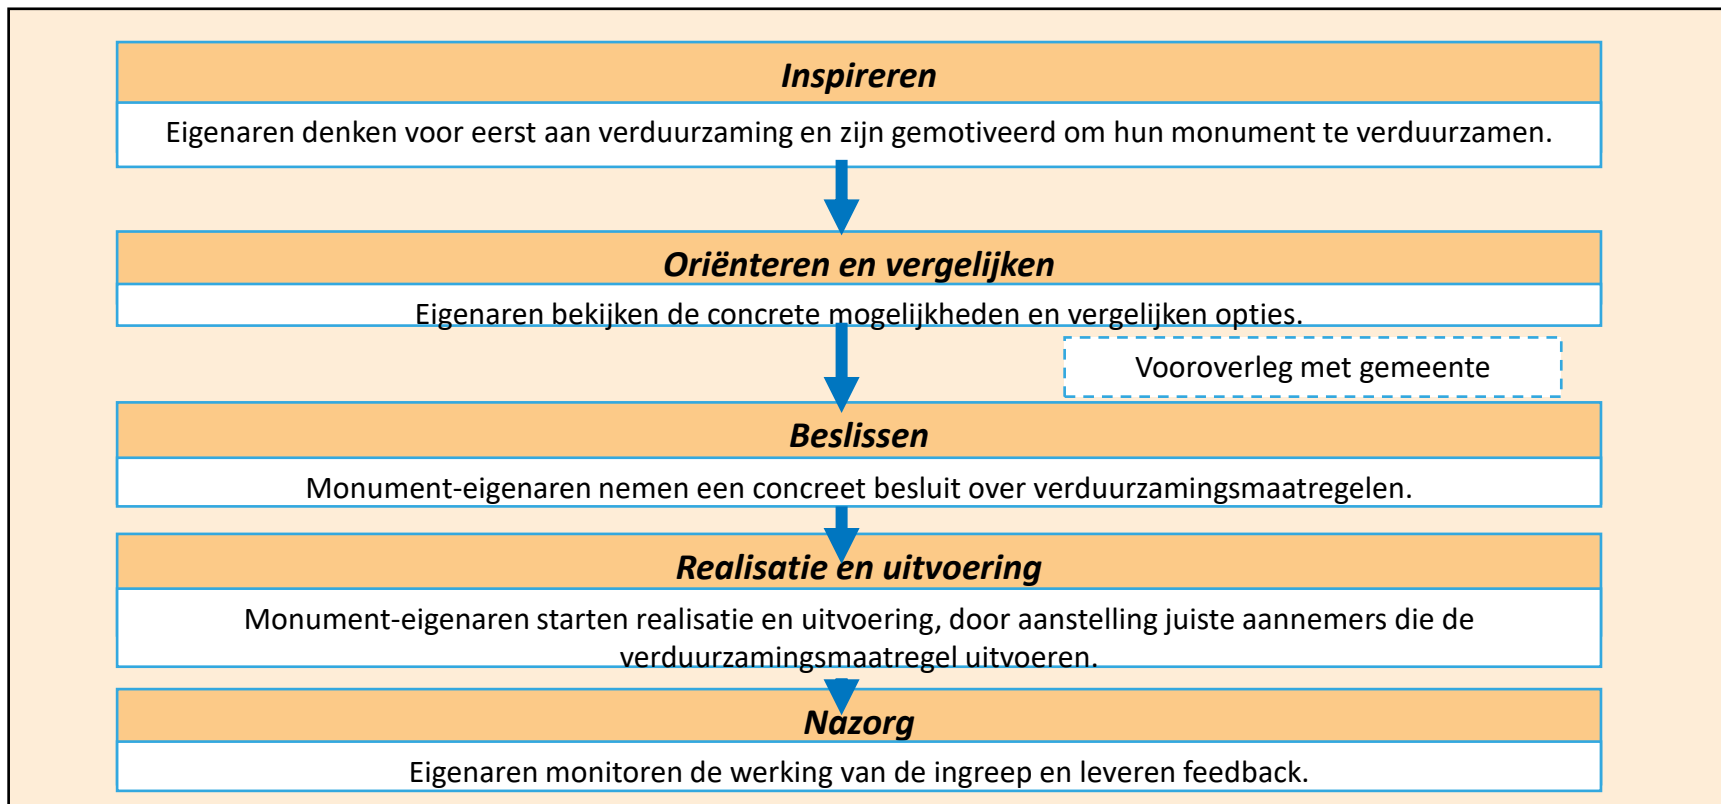 Inspireren
Eigenaren denken voor eerst aan verduurzaming en zijn gemotiveerd om hun monument te verduurzamen.
Oriënteren en vergelijken
Eigenaren bekijken de concrete mogelijkheden en vergelijken opties.
Vooroverleg met gemeente
Beslissen
Monument-eigenaren nemen een concreet besluit over verduurzamingsmaatregelen.
Realisatie en uitvoering
Monument-eigenaren starten realisatie en uitvoering, door aanstelling juiste aannemers die de
verduurzamingsmaatregel uitvoeren.
Nazorg
Eigenaren monitoren de werking van de ingreep en leveren feedback.